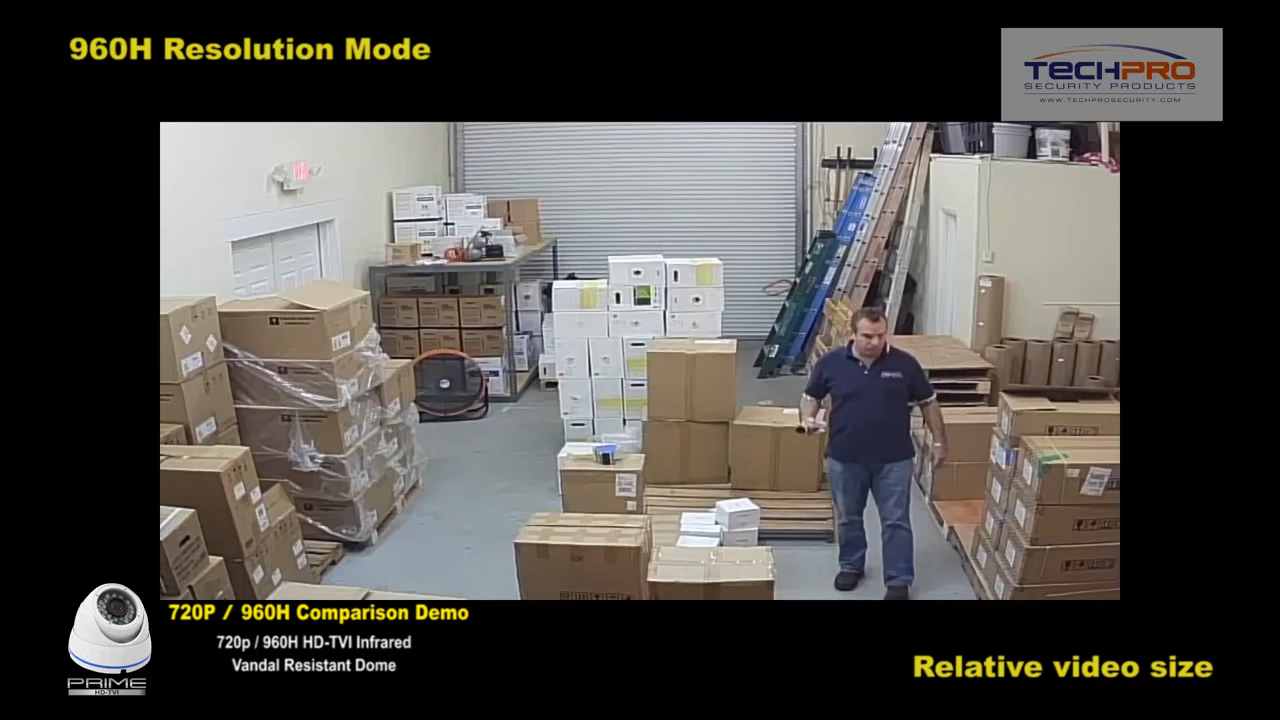 960H Resolution Mode
TECHPRO
SECURITY PRODUCTS
WWW.TECHPROSECURITY.COM
720P / 960H Comparison Demo
720p / 960H HD-TVI Infrared
Vandal Resistant Dome
PRIME
HD-TVI
Relative video size